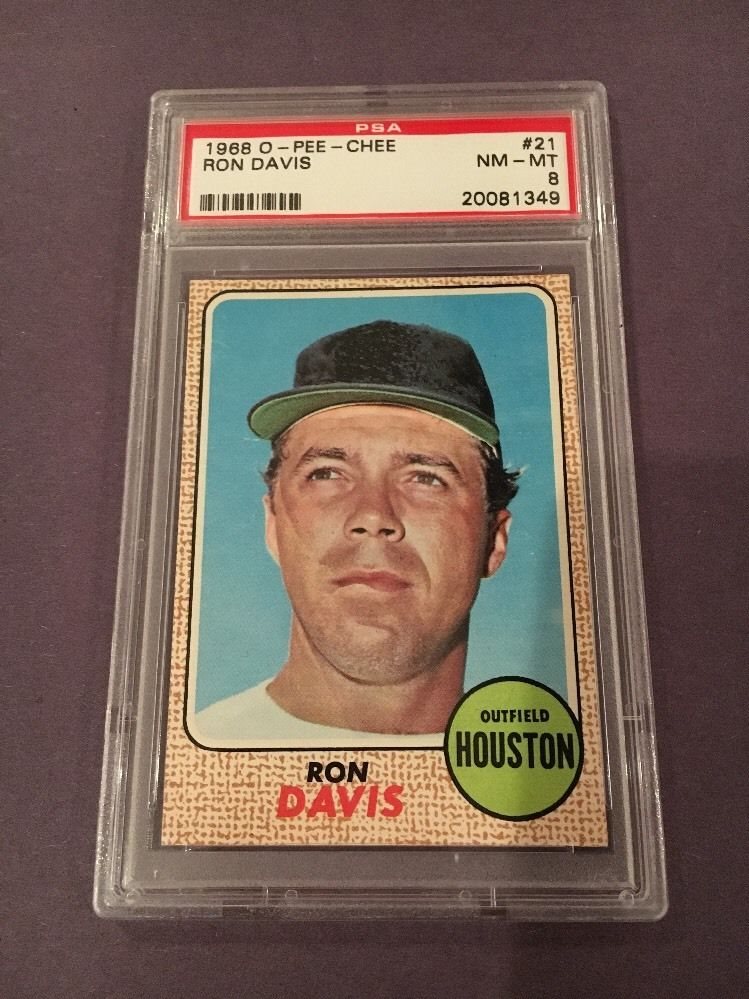 PSA
1968 O-PEE-CHEE #21
RON DAVIS NM-MT
8
20081349
OUTFIELD
HOUSTON
RON
DAVIS